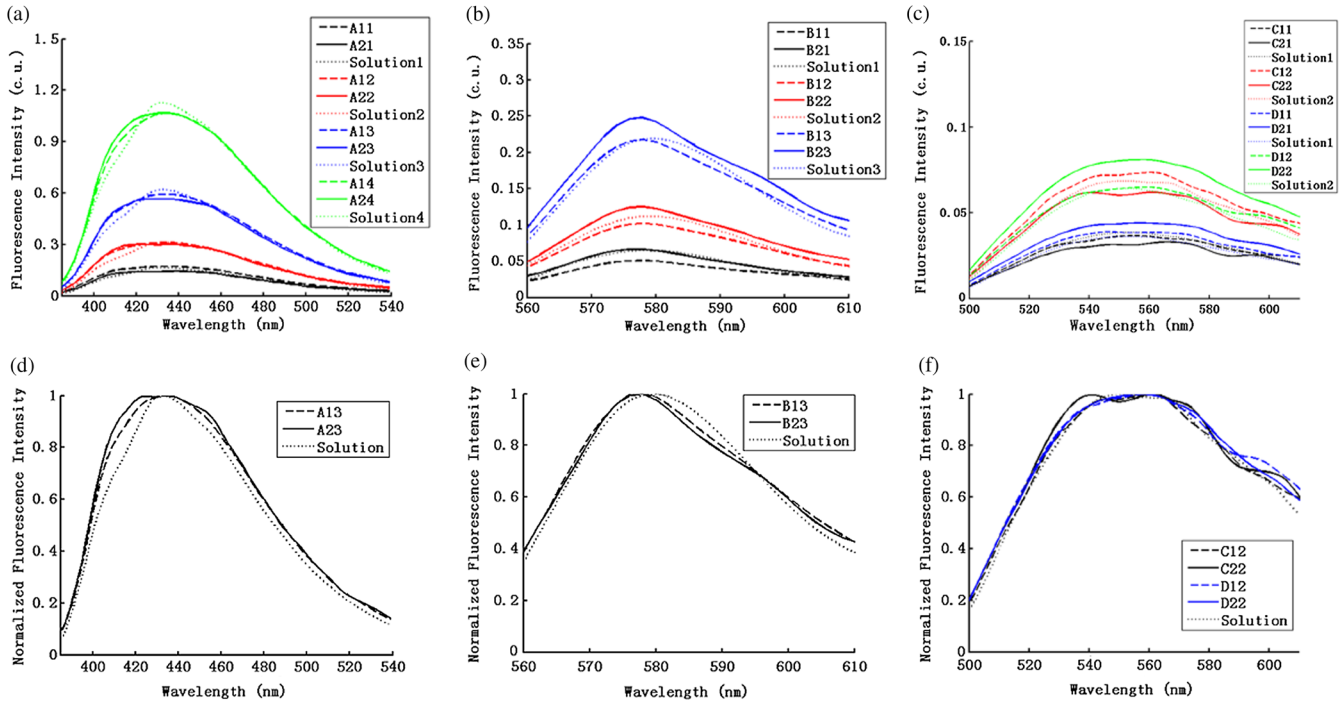 (a)
A11
A21
Solution1
A12
A22
Solution2
A13
A23
Solution3
A14
A24
Solution4
Fluorescence Intensity (c.u.)
1.5
1.2
0.9
0.6
0.3
0
400 420 440 460 480 500 520 540
Wavelength (nm)
(b)
B11
B21
Solution1
B12
B22
Solution2
B13
B23
Solution3
Fluorescence Intensity (c.u.)
0.35
0.3
0.25
0.2
0.15
0.1
0.05
0
560 570 580 590 600 610
Wavelength (nm)
(c)
C11
C21
Solution1
C12
C22
Solution2
D11
D21
Solution1
D12
D22
Solution2
Fluorescence Intensity (c.u.)
0.15
0.1
0.05
0
500 520 540 560 580 600
Wavelength (nm)
(d)
A13
A23
Solution
Normalized Fluorescence Intensity
1
0.8
0.6
0.4
0.2
0
400 420 440 460 480 500 520 540
Wavelength (nm)
(e)
B13
B23
Solution
Normalized Fluorescence Intensity
1
0.8
0.6
0.4
0.2
0
560 570 580 590 600 610
Wavelength (nm)
(f)
C12
C22
D12
D22
Solution
Normalized Fluorescence Intensity
1
0.8
0.6
0.4
0.2
0
500 520 540 560 580 600
Wavelength (nm)